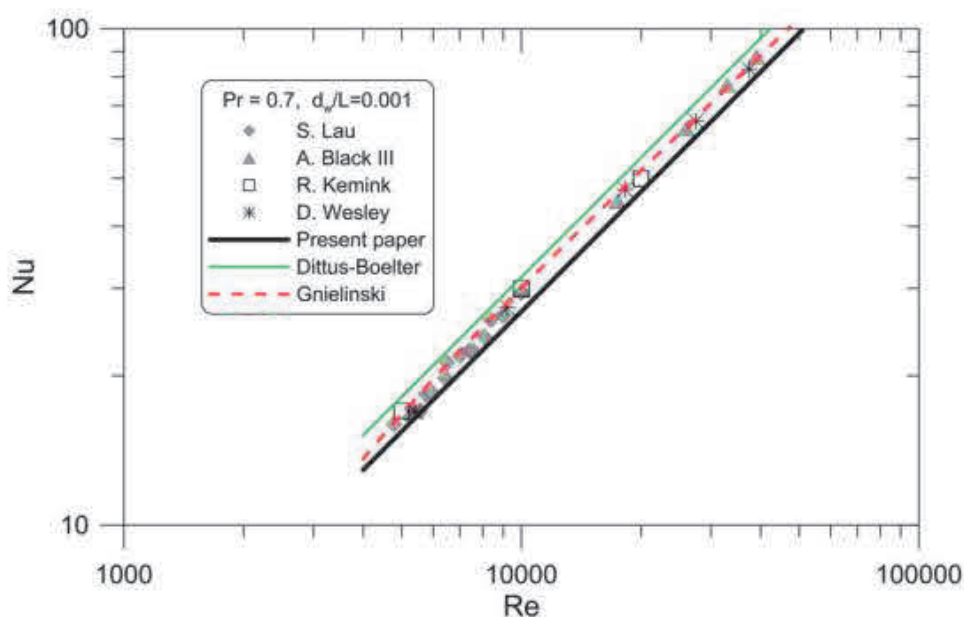 100
Pr = 0.7, d_w/L=0.001
S. Lau
A. Black III
R. Kemink
D. Wesley
Present paper
Dittus-Boelter
Gnielinski
Nu
10
1000
10000
100000
Re